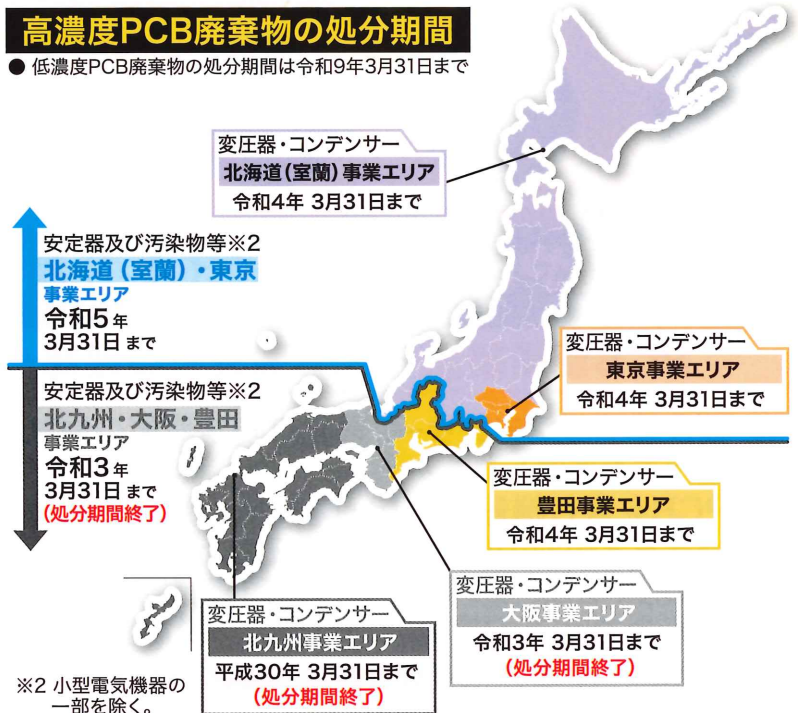 高濃度PCB廃棄物の処分期間
● 低濃度PCB廃棄物の処分期間は令和9年3月31日まで
変圧器・コンデンサー
北海道(室蘭)事業エリア
令和4年 3月31日まで
安定器及び汚染物等※2
北海道(室蘭)・東京
事業エリア
令和5年
3月31日まで
変圧器・コンデンサー
東京事業エリア
令和4年 3月31日まで
安定器及び汚染物等※2
北九州・大阪・豊田
事業エリア
令和3年
3月31日まで
(処分期間終了)
変圧器・コンデンサー
豊田事業エリア
令和4年 3月31日まで
変圧器・コンデンサー
大阪事業エリア
令和3年 3月31日まで
(処分期間終了)
変圧器・コンデンサー
北九州事業エリア
平成30年 3月31日まで
(処分期間終了)
※2 小型電気機器の
一部を除く。